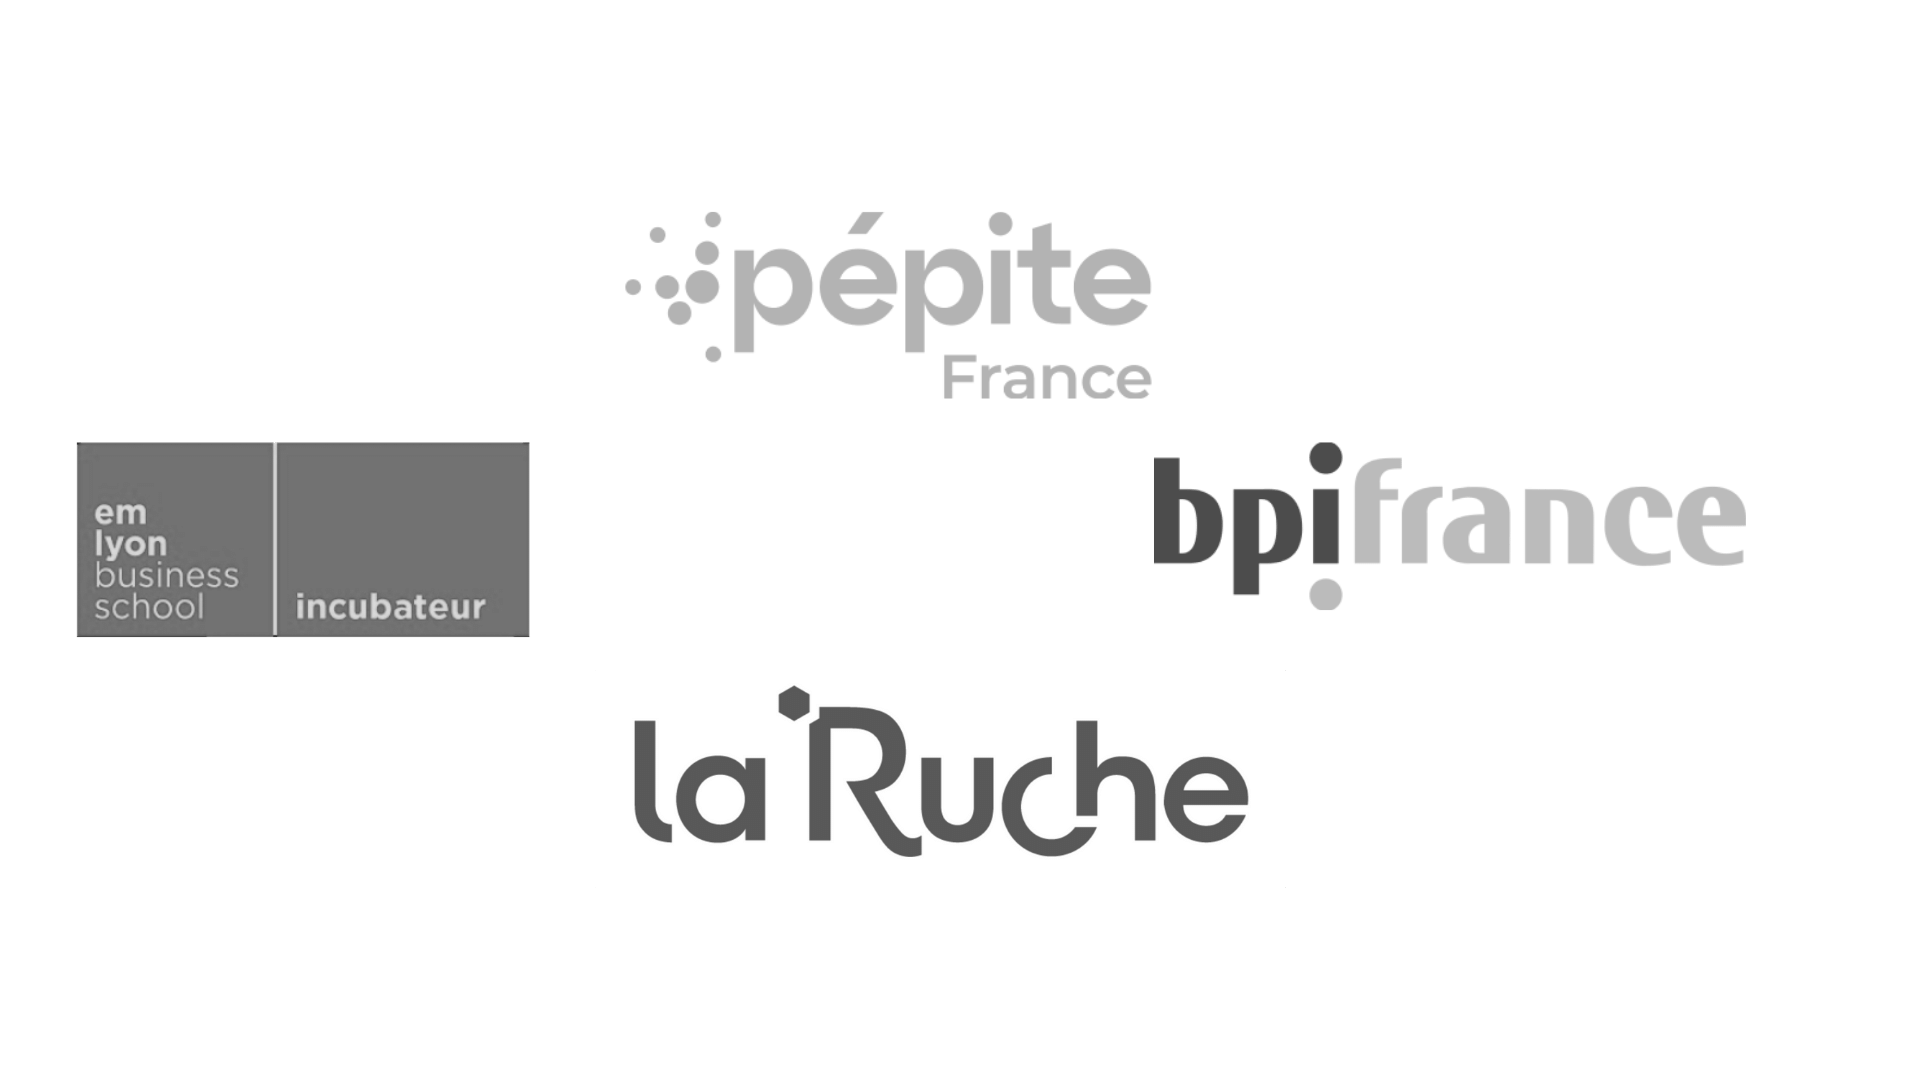 pépite
France
em
lyon
business
school
incubateur
bpifrance
la Ruche